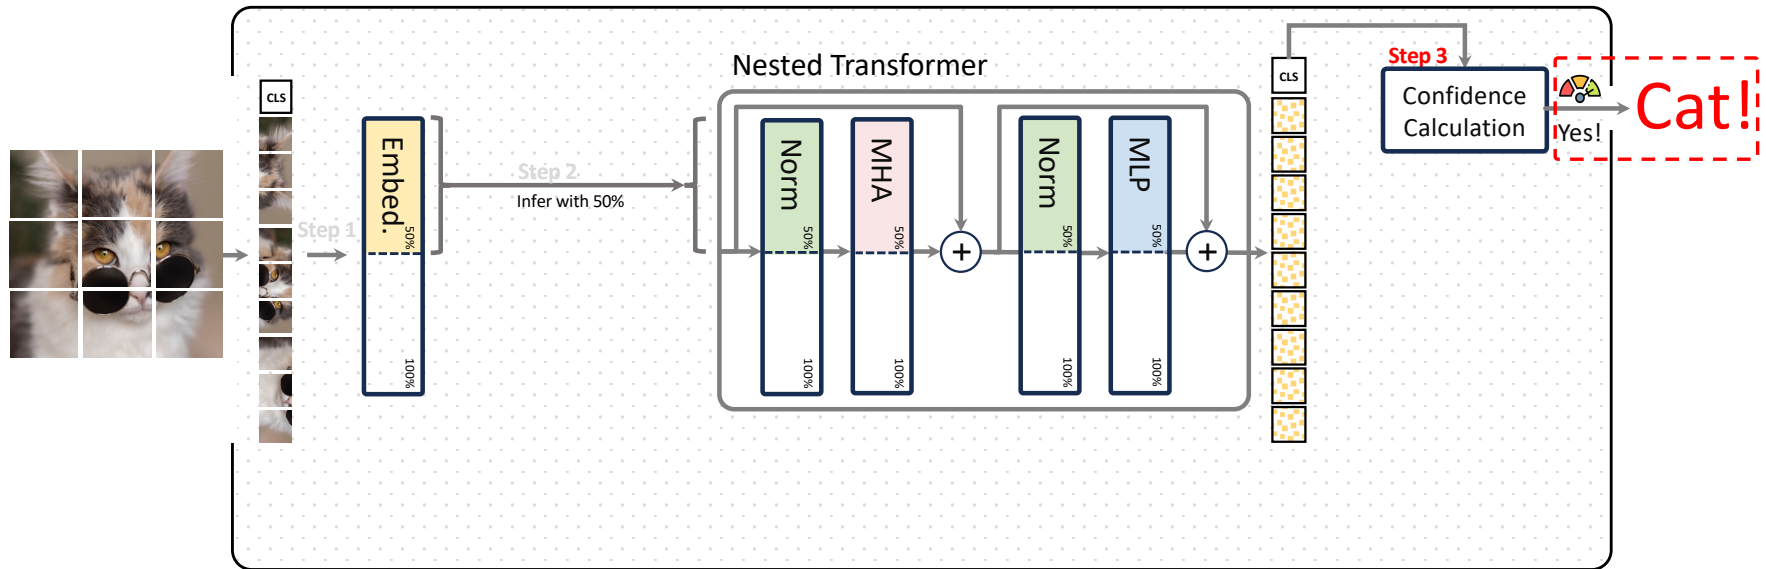 Nested Transformer
CLS
Step 1
Embed.
50%
100%
Step 2
Infer with 50%
Norm
50%
100%
MHA
50%
100%
+
Norm
50%
100%
MLP
50%
100%
+
CLS
Step 3
Confidence
Calculation
Yes!
Cat!